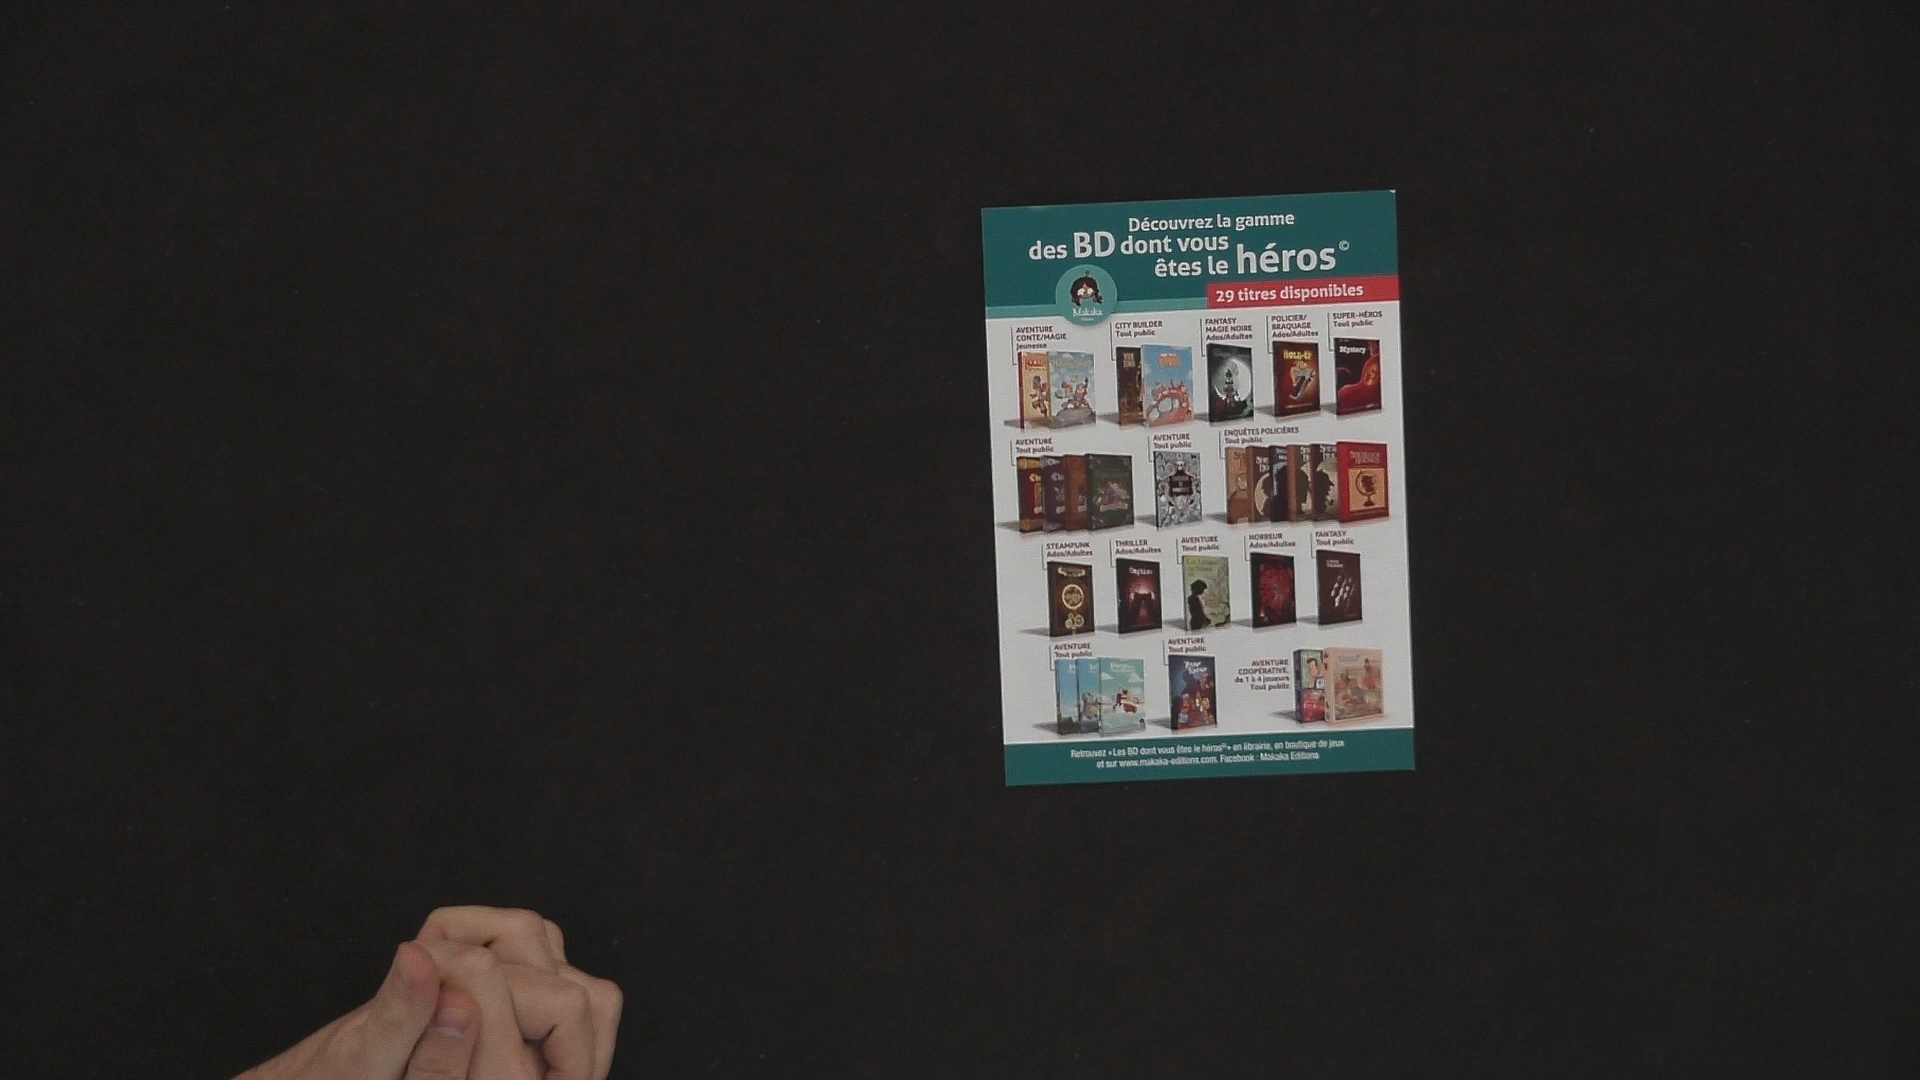 Découvrez la gamme
des BD dont vous
êtes le héros©
29 titres disponibles
Makaka
AVENTURE
CONTE/MAGIE
Jeunesse
CITY BUILDER
Tout public
FANTASY
MAGIE NOIRE
Ados/Adultes
POLICIER/
BRAQUAGE
Ados/Adultes
SUPER-HÉROS
Tout public
HOLD-UP
Mystery
AVENTURE
Tout public
AVENTURE
Tout public
ENQUÊTES POLICIÈRES
Tout public
STEAMPUNK
Ados/Adultes
THRILLER
Ados/Adultes
AVENTURE
Tout public
HORREUR
Ados/Adultes
FANTASY
Tout public
Captive
AVENTURE
Tout public
AVENTURE
Tout public
AVENTURE
COOPÉRATIVE,
de 1 à 4 joueurs
Tout public
Retrouvez « Les BD dont vous êtes le héros© » en librairie, en boutique de jeux
et sur www.makaka-editions.com. Facebook : Makaka Editions